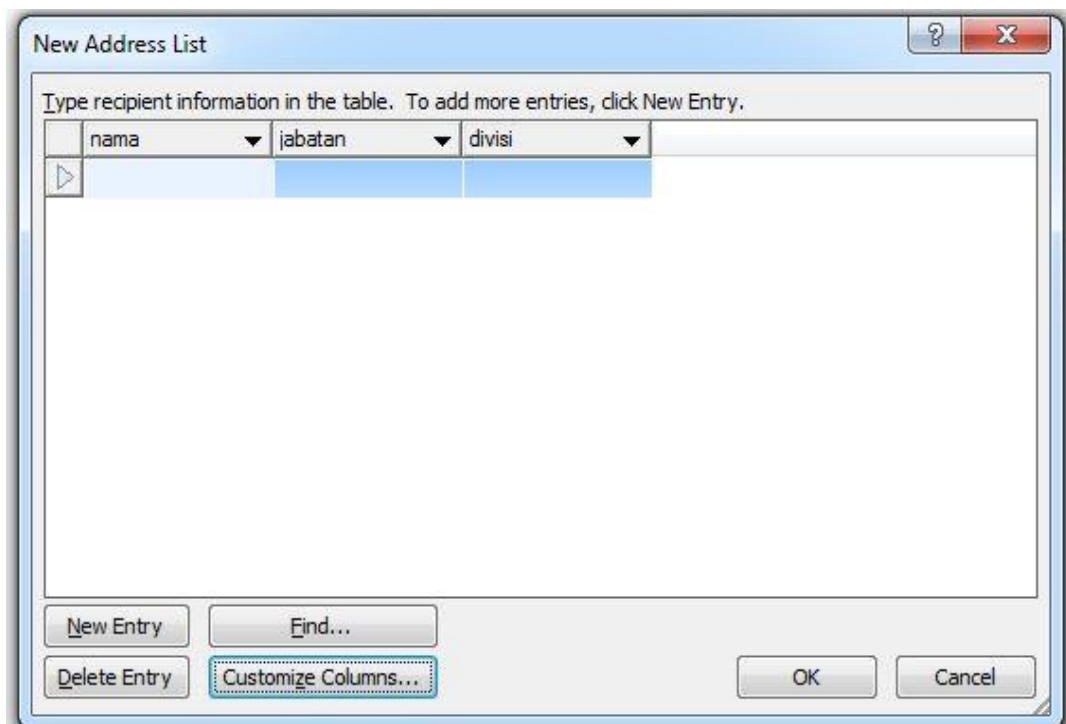 New Address List
Type recipient information in the table. To add more entries, click New Entry.
nama jabatan divisi
New Entry Find...
Delete Entry Customize Columns... OK Cancel